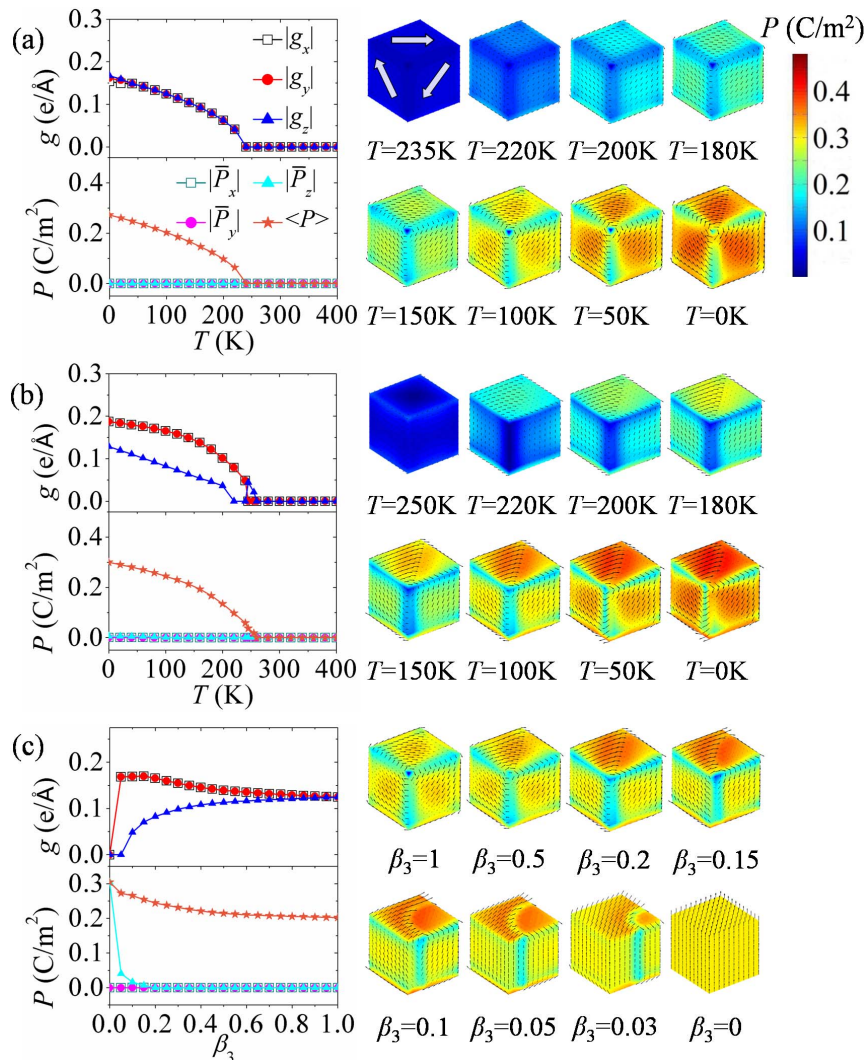 (a)
0.3
0.2
0.1
0.0
g (e/Å)
|g_x|
|g_y|
|g_z|
0.4
0.2
0.0
P (C/m²)
|P̅_x| |P̅_z|
|P̅_y| <P>
0 100 200 300 400
T (K)
T=235K T=220K T=200K T=180K
T=150K T=100K T=50K T=0K
P (C/m²)
0.4
0.3
0.2
0.1
(b)
0.3
0.2
0.1
0.0
g (e/Å)
0.4
0.2
0.0
P (C/m²)
0 100 200 300 400
T (K)
T=250K T=220K T=200K T=180K
T=150K T=100K T=50K T=0K
(c)
0.2
0.1
0.0
g (e/Å)
0.3
0.2
0.1
0.0
P (C/m²)
0.0 0.2 0.4 0.6 0.8 1.0
β₃
β₃=1 β₃=0.5 β₃=0.2 β₃=0.15
β₃=0.1 β₃=0.05 β₃=0.03 β₃=0